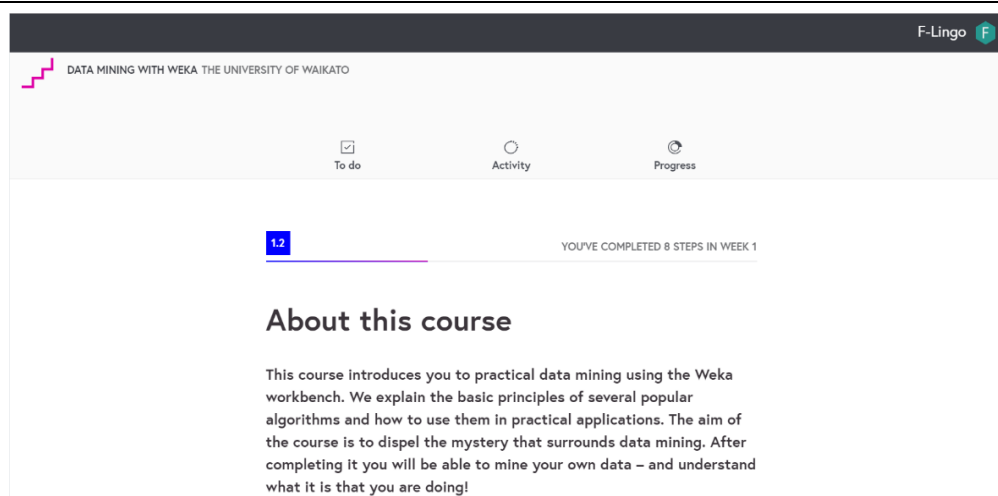 F-Lingo F
DATA MINING WITH WEKA THE UNIVERSITY OF WAIKATO
To do Activity Progress
1.2 YOU'VE COMPLETED 8 STEPS IN WEEK 1
About this course
This course introduces you to practical data mining using the Weka
workbench. We explain the basic principles of several popular
algorithms and how to use them in practical applications. The aim of
the course is to dispel the mystery that surrounds data mining. After
completing it you will be able to mine your own data – and understand
what it is that you are doing!